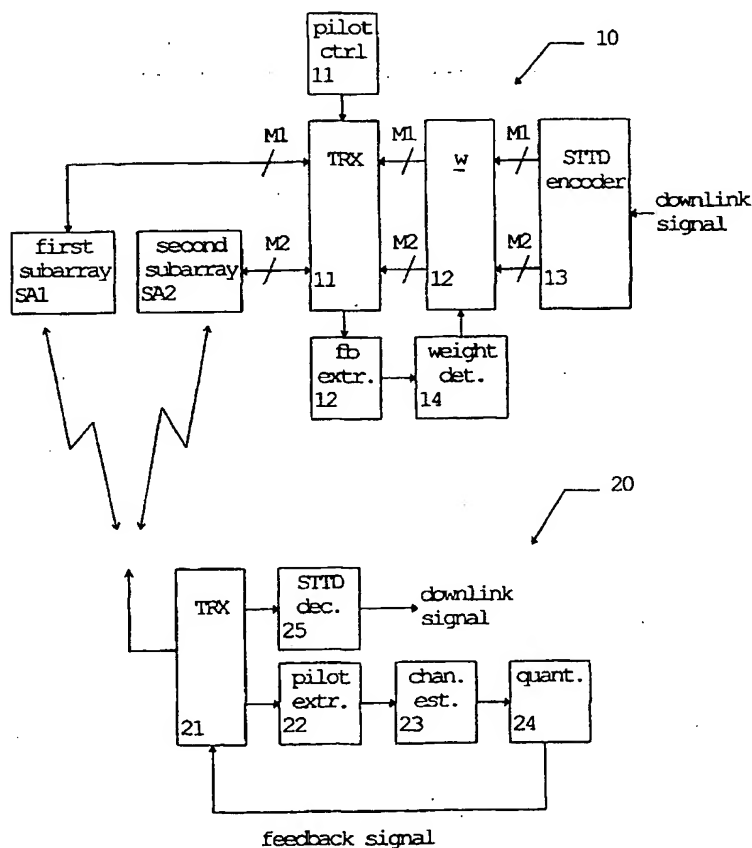 pilot
ctrl
11
10
M1
TRX
M1
w
M1
STTD
encoder
downlink
signal
first
subarray
SA1
second
subarray
SA2
M2
11
M2
12
M2
13
fb
extr.
12
weight
det.
14
20
TRX
21
STTD
dec.
25
downlink
signal
pilot
extr.
22
chan.
est.
23
quant.
24
feedback signal